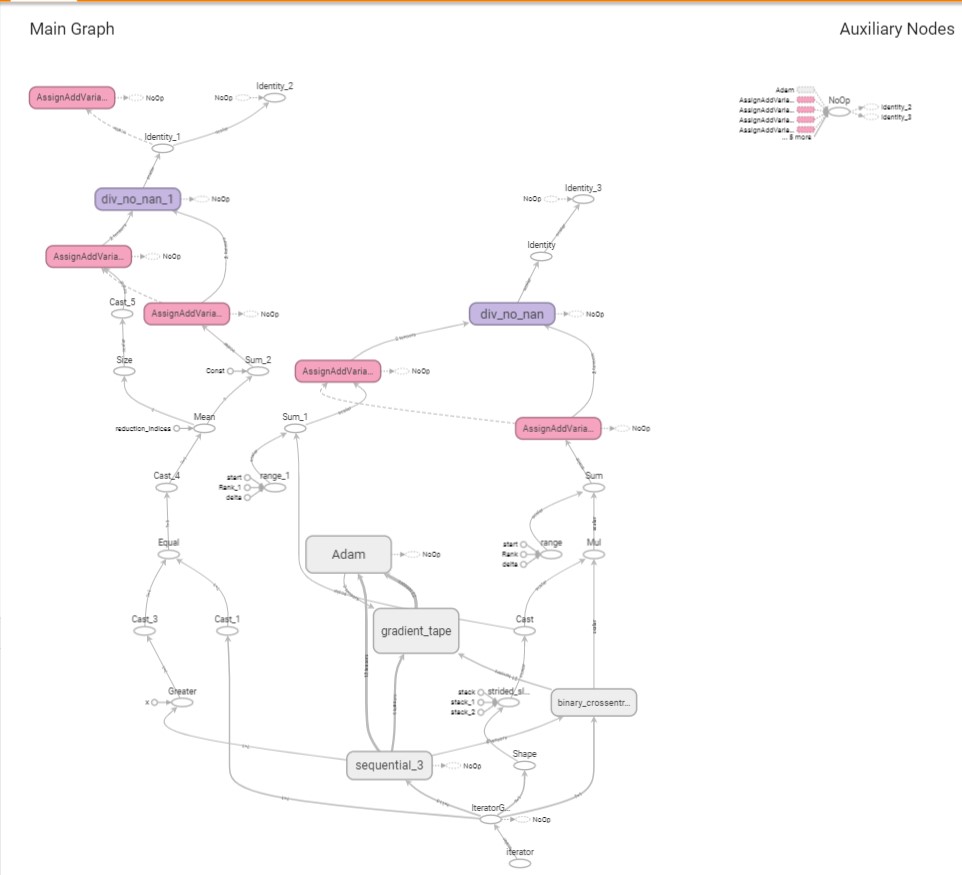 Main Graph
Auxiliary Nodes
Identity_2
AssignAddVaria...
NoOp
NoOp
Identity_1
div_no_nan_1
NoOp
AssignAddVaria...
NoOp
Cast_5
AssignAddVaria...
NoOp
Size
Sum_2
Const
Mean
reduction_indices
Cast_4
Equal
Cast_3
Cast_1
Greater
x
Identity_3
NoOp
Identity
div_no_nan
NoOp
AssignAddVaria...
NoOp
Sum_1
AssignAddVaria...
NoOp
start
range_1
Rank_1
delta
Sum
start
range
Mul
Rank
delta
Adam
NoOp
gradient_tape
Cast
stack
strided_sl...
stack_1
stack_2
binary_crossentr...
sequential_3
NoOp
Shape
IteratorG...
NoOp
iterator
Adam
AssignAddVaria...
AssignAddVaria...
AssignAddVaria...
AssignAddVaria...
... 8 more
NoOp
Identity_2
Identity_3